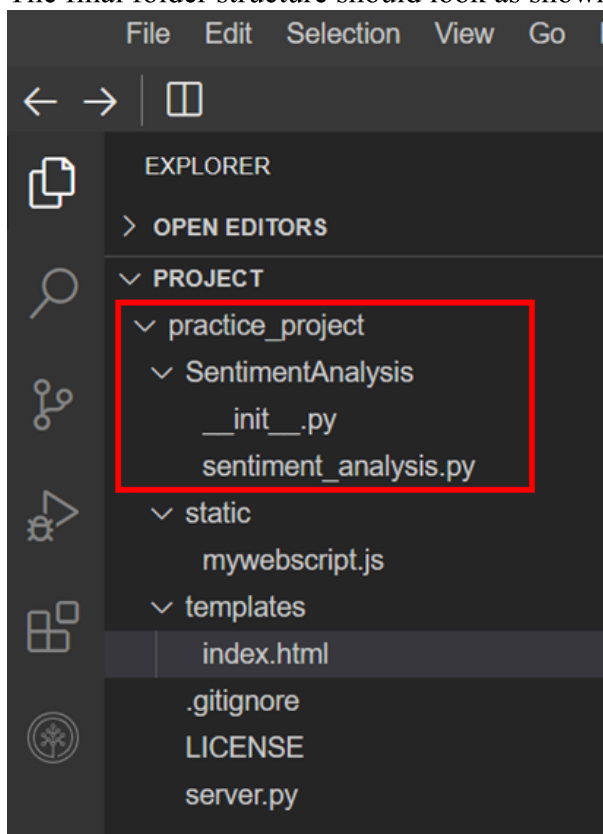 The final folder structure should look as shown
File Edit Selection View Go
EXPLORER
OPEN EDITORS
PROJECT
practice_project
SentimentAnalysis
__init__.py
sentiment_analysis.py
static
mywebscript.js
templates
index.html
.gitignore
LICENSE
server.py